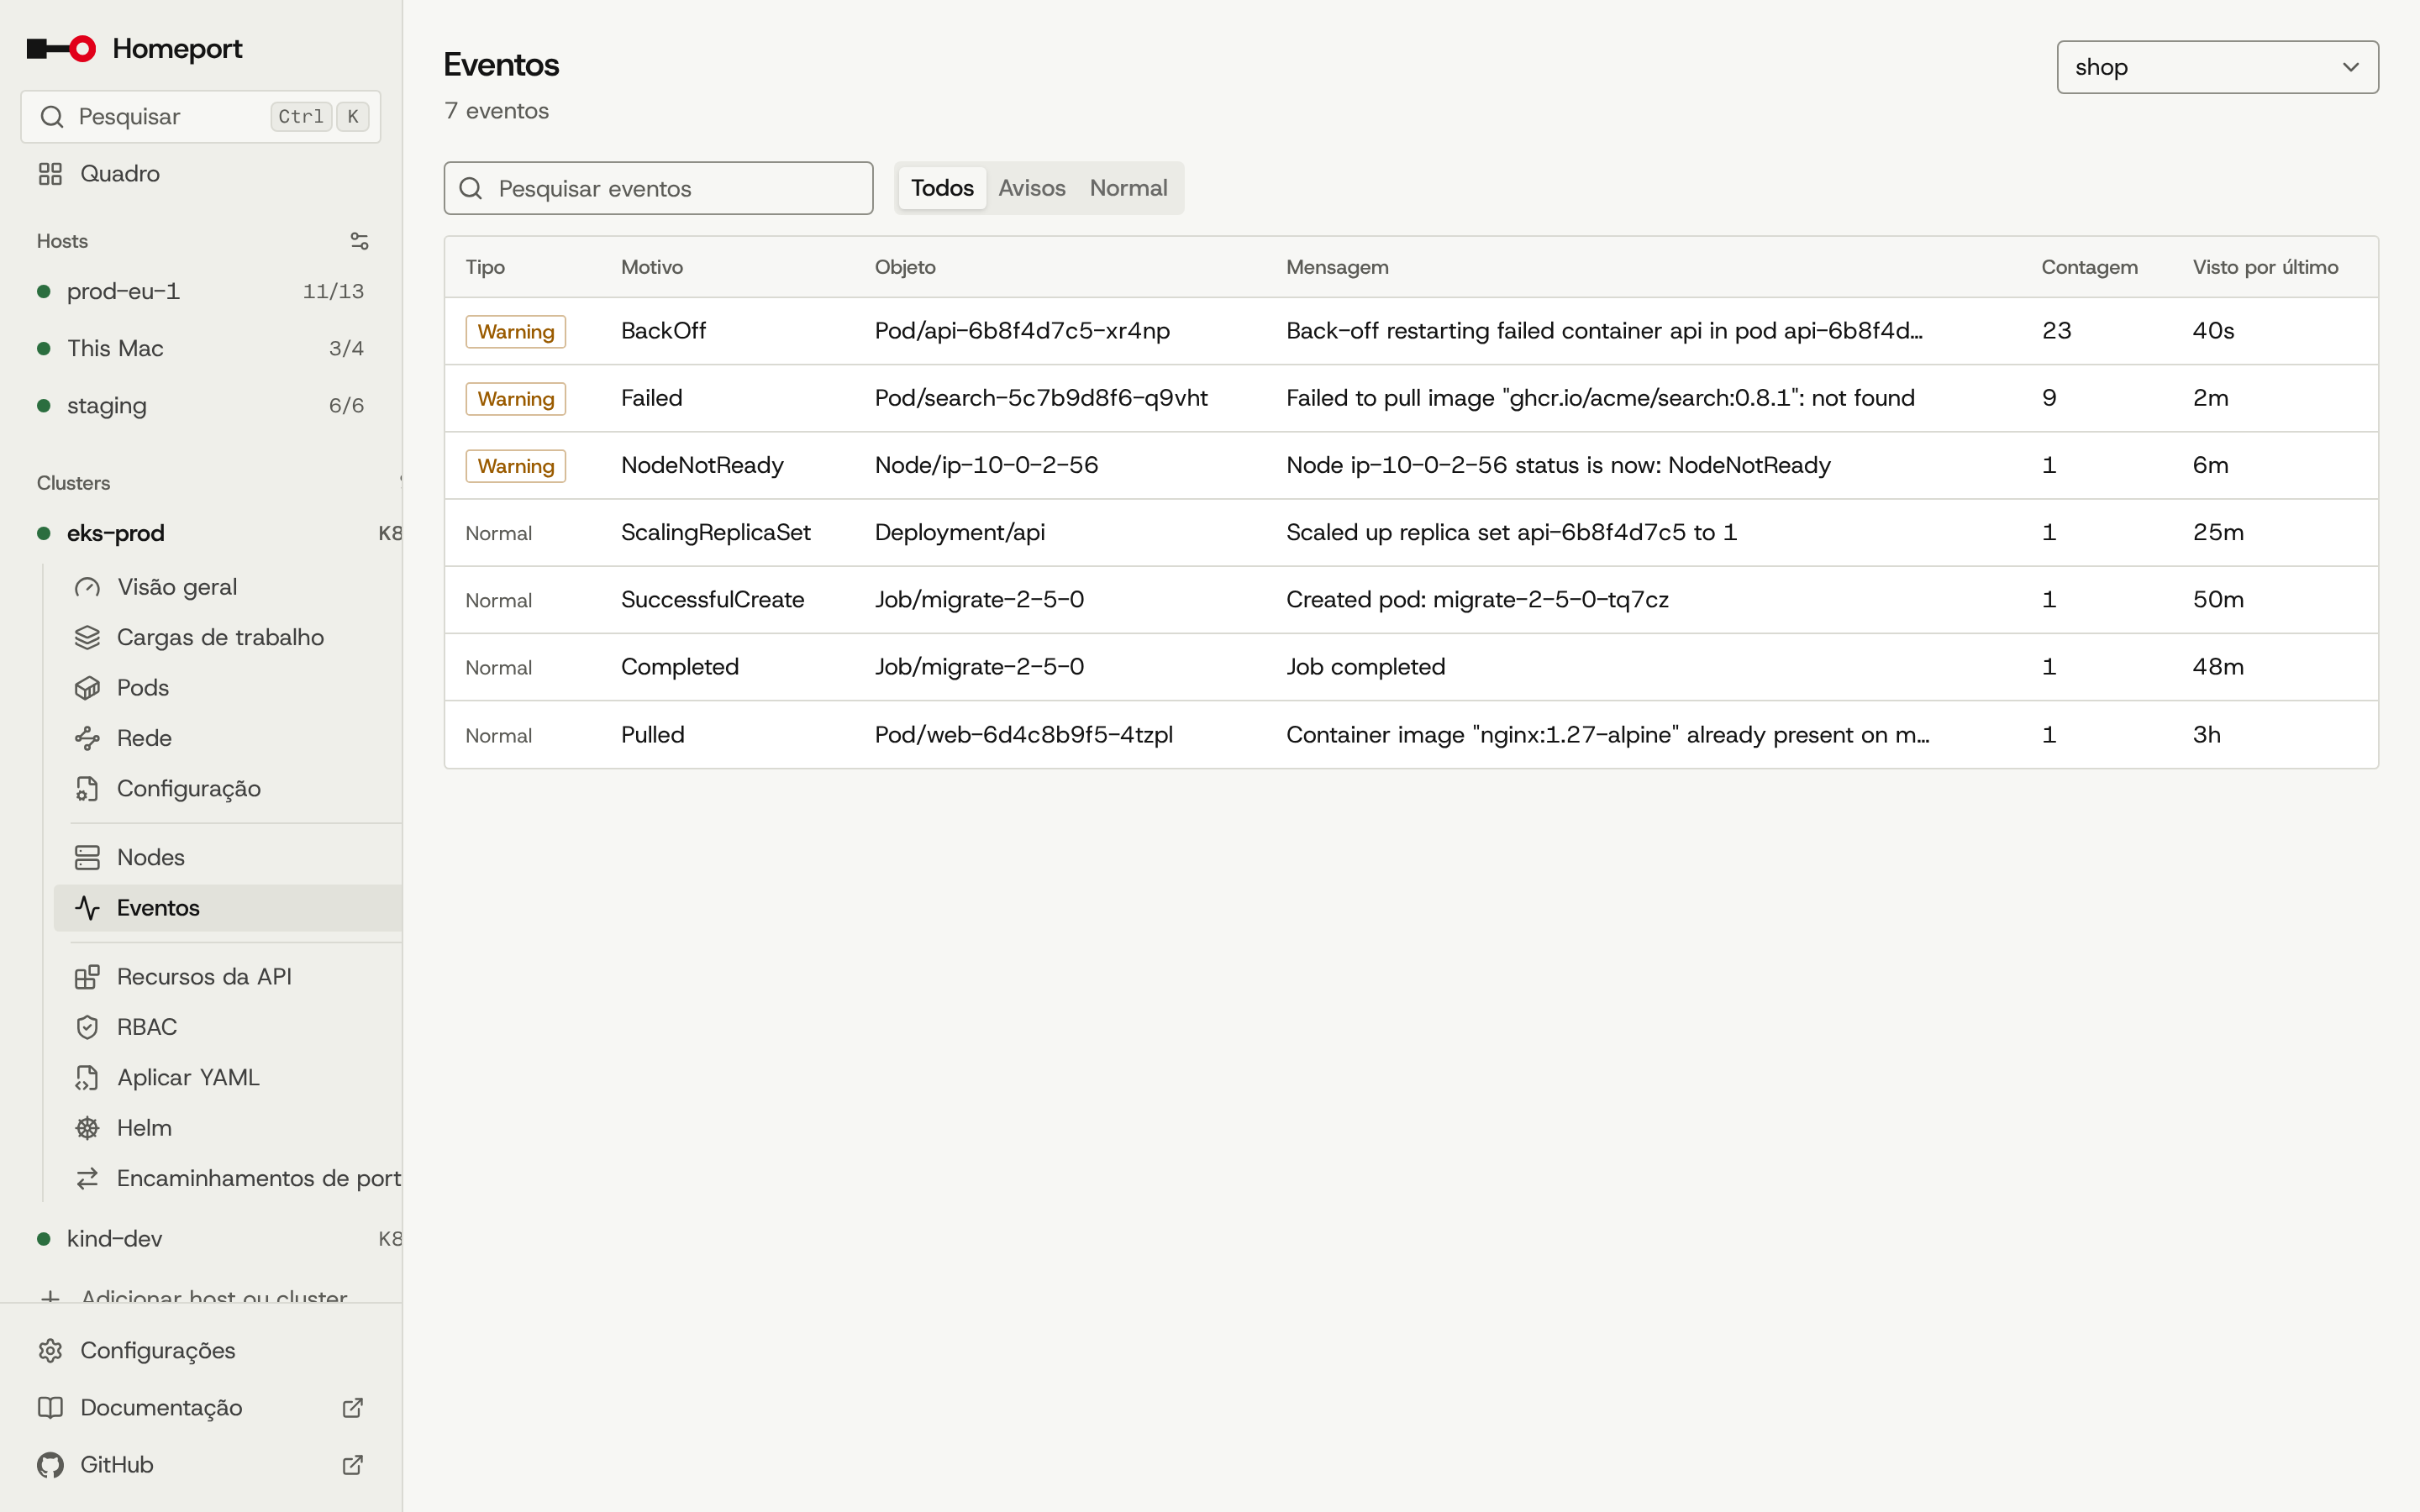 Homeport
Pesquisar Ctrl K
Quadro
Hosts
prod-eu-1 11/13
This Mac 3/4
staging 6/6
Clusters
eks-prod K8
Visão geral
Cargas de trabalho
Pods
Rede
Configuração
Nodes
Eventos
Recursos da API
RBAC
Aplicar YAML
Helm
Encaminhamentos de port
kind-dev K8
Adicionar host ou cluster
Configurações
Documentação
GitHub
Eventos
7 eventos
shop
Pesquisar eventos
Todos Avisos Normal
Tipo Motivo Objeto Mensagem Contagem Visto por último
Warning BackOff Pod/api-6b8f4d7c5-xr4np Back-off restarting failed container api in pod api-6b8f4d... 23 40s
Warning Failed Pod/search-5c7b9d8f6-q9vht Failed to pull image "ghcr.io/acme/search:0.8.1": not found 9 2m
Warning NodeNotReady Node/ip-10-0-2-56 Node ip-10-0-2-56 status is now: NodeNotReady 1 6m
Normal ScalingReplicaSet Deployment/api Scaled up replica set api-6b8f4d7c5 to 1 1 25m
Normal SuccessfulCreate Job/migrate-2-5-0 Created pod: migrate-2-5-0-tq7cz 1 50m
Normal Completed Job/migrate-2-5-0 Job completed 1 48m
Normal Pulled Pod/web-6d4c8b9f5-4tzpl Container image "nginx:1.27-alpine" already present on m... 1 3h